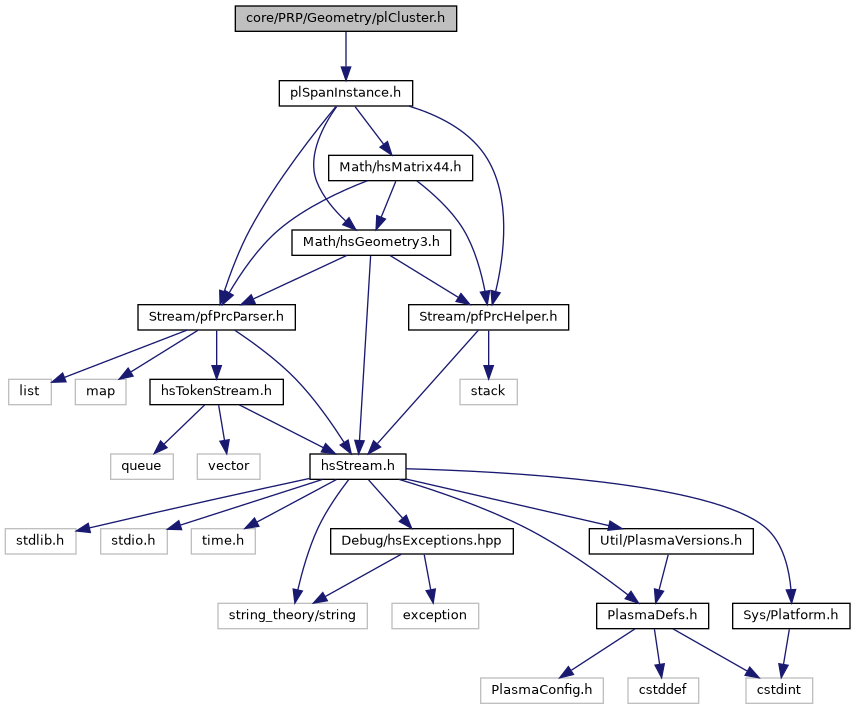 core/PRP/Geometry/plCluster.h
plSpanInstance.h
Math/hsMatrix44.h
Math/hsGeometry3.h
Stream/pfPrcParser.h
Stream/pfPrcHelper.h
list
map
hsTokenStream.h
stack
queue
vector
hsStream.h
stdlib.h
stdio.h
time.h
Debug/hsExceptions.hpp
Util/PlasmaVersions.h
string_theory/string
exception
PlasmaDefs.h
Sys/Platform.h
PlasmaConfig.h
cstddef
cstdint